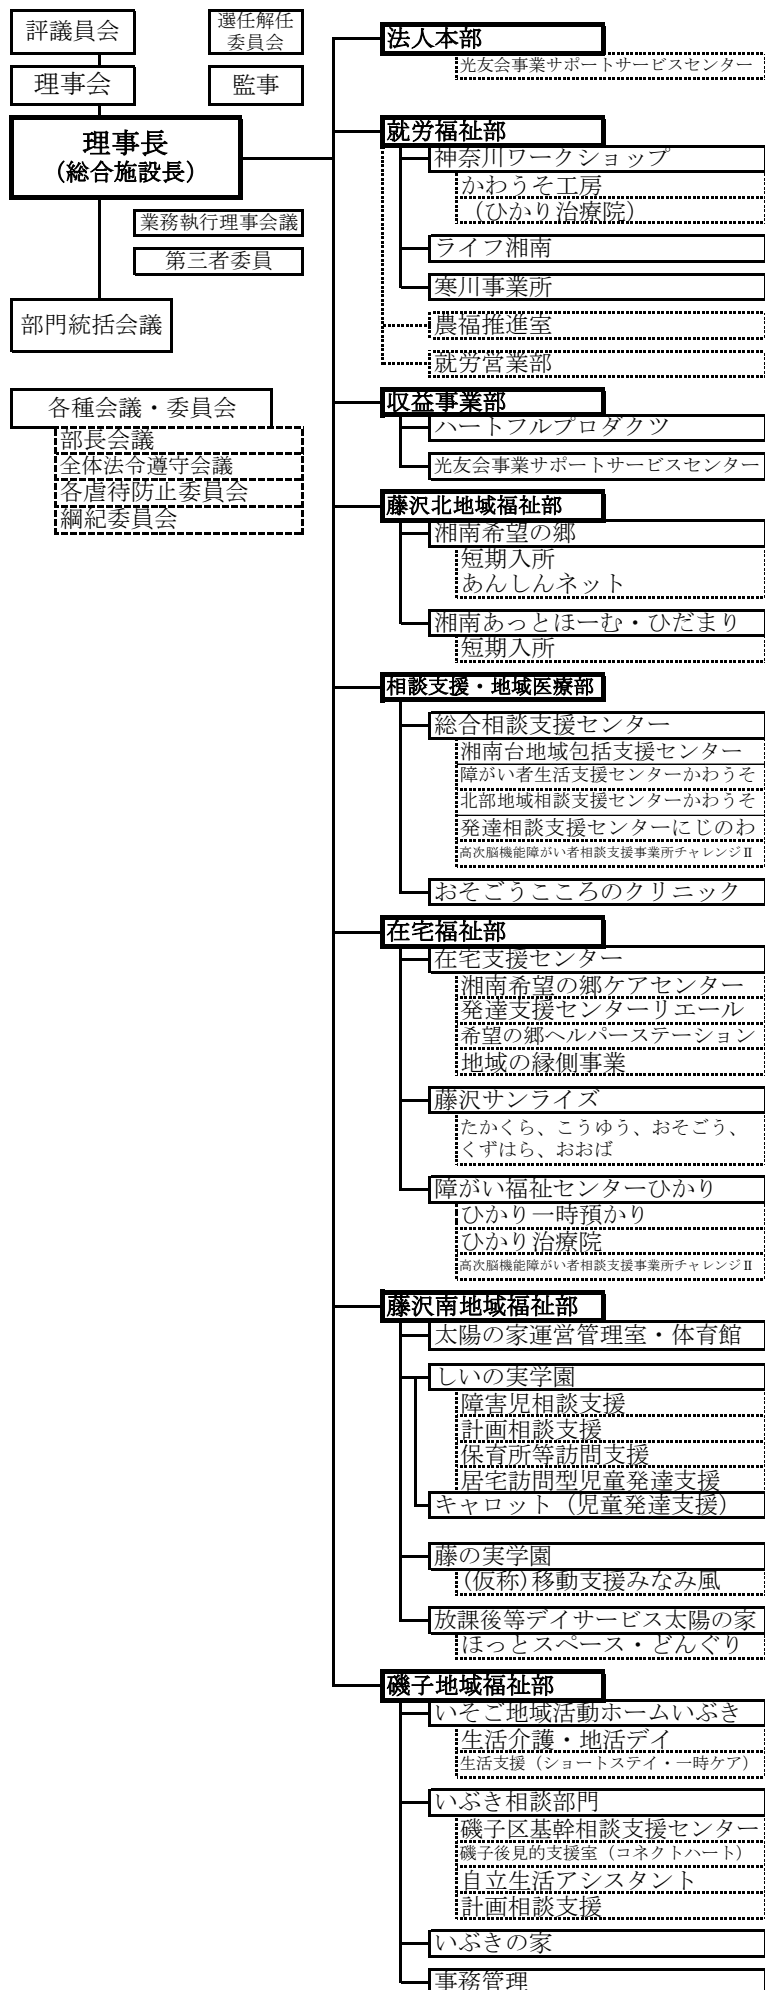 評議員会
選任解任
委員会
理事会
監事
理事長
（総合施設長）
業務執行理事会議
第三者委員
部門統括会議
各種会議・委員会
部長会議
全体法令遵守会議
各虐待防止委員会
綱紀委員会
法人本部
光友会事業サポートサービスセンター
就労福祉部
神奈川ワークショップ
かわうそ工房
（ひかり治療院）
ライフ湘南
寒川事業所
農福推進室
就労営業部
収益事業部
ハートフルプロダクツ
光友会事業サポートサービスセンター
藤沢北地域福祉部
湘南希望の郷
短期入所
あんしんネット
湘南あっとほーむ・ひだまり
短期入所
相談支援・地域医療部
総合相談支援センター
湘南台地域包括支援センター
障がい者生活支援センターかわうそ
北部地域相談支援センターかわうそ
発達相談支援センターにじのわ
高次脳機能障がい者相談支援事業所チャレンジⅡ
おそごうこころのクリニック
在宅福祉部
在宅支援センター
湘南希望の郷ケアセンター
発達支援センターリエール
希望の郷ヘルパーステーション
地域の縁側事業
藤沢サンライズ
たかくら、こうゆう、おそごう、
くずはら、おおば
障がい福祉センターひかり
ひかり一時預かり
ひかり治療院
高次脳機能障がい者相談支援事業所チャレンジⅡ
藤沢南地域福祉部
太陽の家運営管理室・体育館
しいの実学園
障害児相談支援
計画相談支援
保育所等訪問支援
居宅訪問型児童発達支援
キャロット（児童発達支援）
藤の実学園
(仮称)移動支援みなみ風
放課後等デイサービス太陽の家
ほっとスペース・どんぐり
磯子地域福祉部
いそご地域活動ホームいぶき
生活介護・地活デイ
生活支援（ショートステイ・一時ケア）
いぶき相談部門
磯子区基幹相談支援センター
磯子後見的支援室（コネクトハート）
自立生活アシスタント
計画相談支援
いぶきの家
事務管理